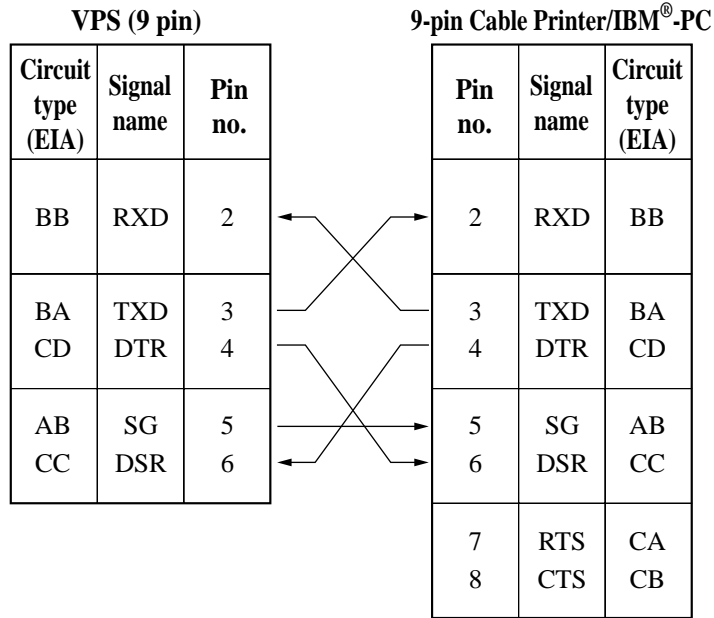 VPS (9 pin)
Circuit type (EIA) Signal name Pin no.
BB RXD 2
BA TXD 3
CD DTR 4
AB SG 5
CC DSR 6
9-pin Cable Printer/IBM®-PC
Pin no. Signal name Circuit type (EIA)
2 RXD BB
3 TXD BA
4 DTR CD
5 SG AB
6 DSR CC
7 RTS CA
8 CTS CB